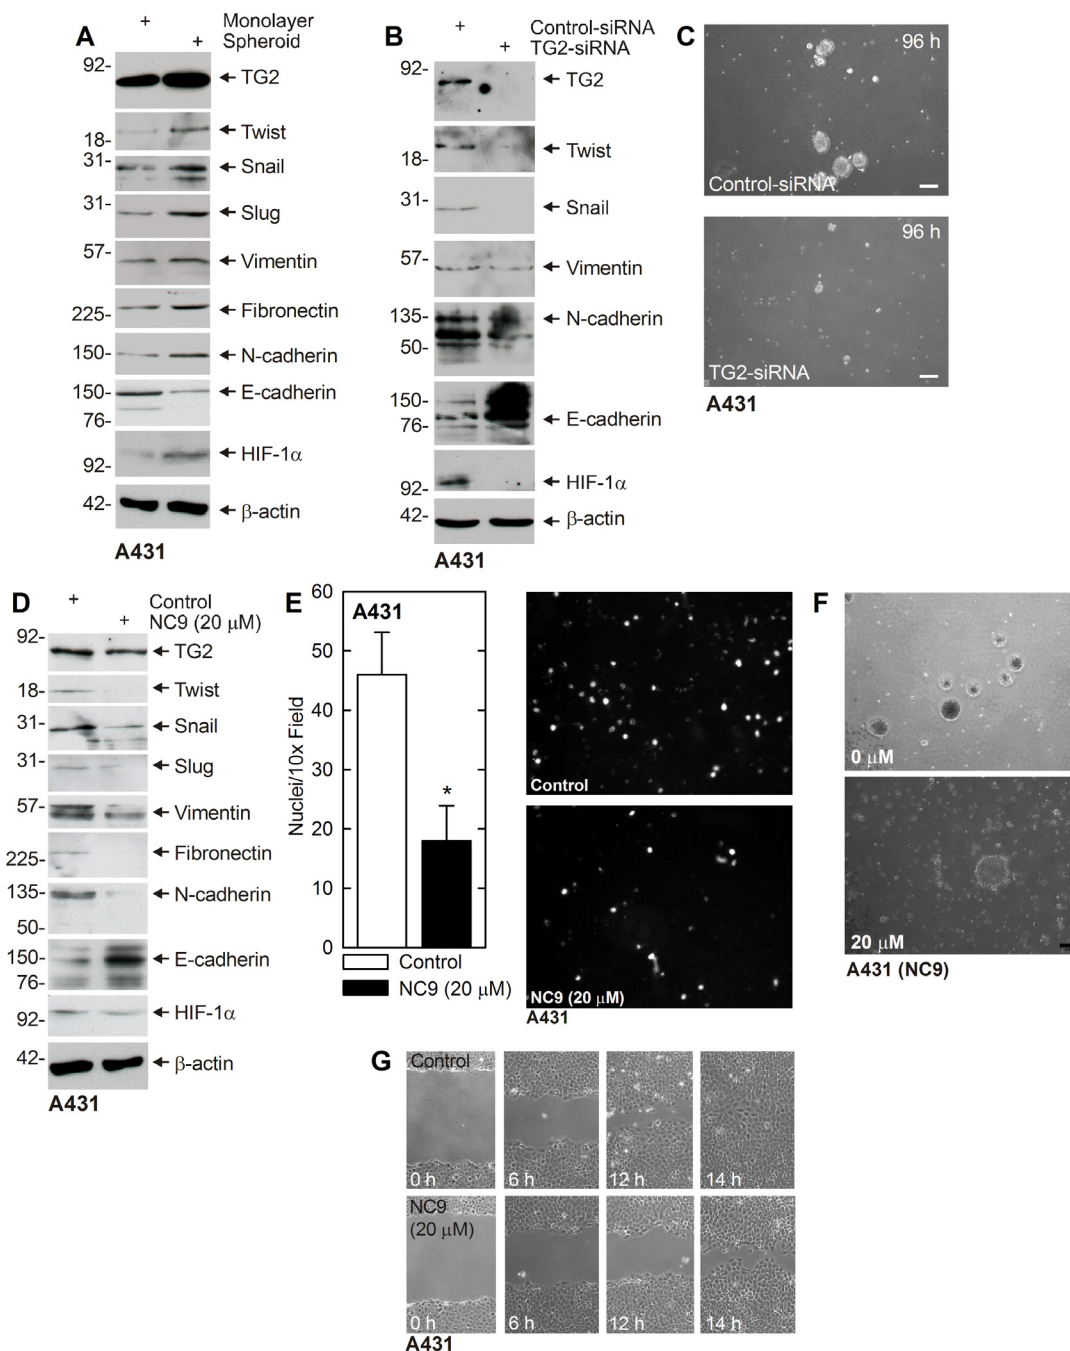 A
+ Monolayer
+ Spheroid
92-
TG2
Twist
18-
31-
Snail
31-
Slug
57-
Vimentin
Fibronectin
225-
150-
N-cadherin
150-
E-cadherin
76-
HIF-1α
92-
42-
β-actin
A431
B
+ Control-siRNA
+ TG2-siRNA
92-
TG2
Twist
18-
31-
Snail
57-
Vimentin
135-
N-cadherin
50-
150-
E-cadherin
76-
HIF-1α
92-
42-
β-actin
A431
C
96 h
Control-siRNA
96 h
TG2-siRNA
A431
D
+ Control
+ NC9 (20 μM)
92-
TG2
18-
Twist
31-
Snail
31-
Slug
57-
Vimentin
Fibronectin
225-
135-
N-cadherin
50-
150-
E-cadherin
76-
HIF-1α
92-
42-
β-actin
A431
E
60
A431
50
40
30
20
10
0
*
Nuclei/10x Field
Control
NC9 (20 μM)
Control
NC9 (20 μM)
A431
F
0 μM
20 μM
A431 (NC9)
G
Control
0 h
6 h
12 h
14 h
NC9
(20 μM)
0 h
6 h
12 h
14 h
A431